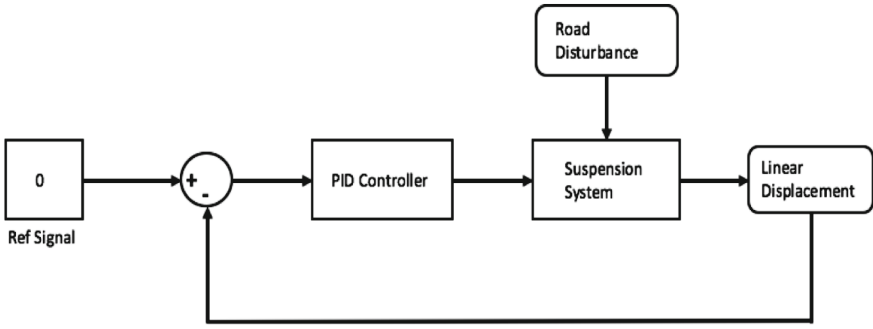 Road
Disturbance
0
+
-
PID Controller
Suspension
System
Linear
Displacement
Ref Signal